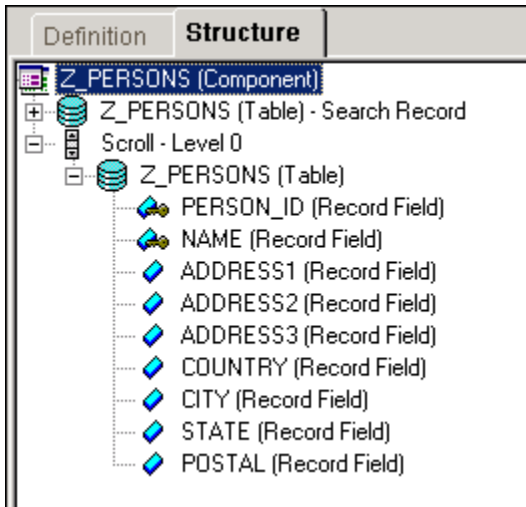 Definition
Structure
Z_PERSONS (Component)
Z_PERSONS (Table) - Search Record
Scroll - Level 0
Z_PERSONS (Table)
PERSON_ID (Record Field)
NAME (Record Field)
ADDRESS1 (Record Field)
ADDRESS2 (Record Field)
ADDRESS3 (Record Field)
COUNTRY (Record Field)
CITY (Record Field)
STATE (Record Field)
POSTAL (Record Field)